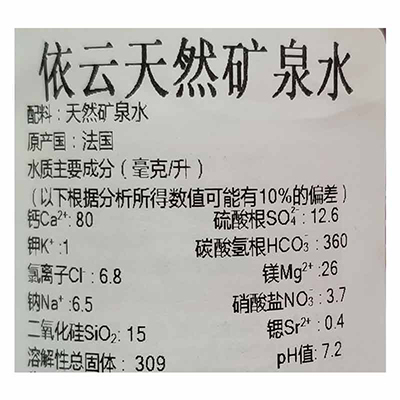 依云天然矿泉水
配料：天然矿泉水
原产国：法国
水质主要成分（毫克/升）
（以下根据分析所得数值可能有10%的偏差）
钙Ca²⁺: 80 硫酸根SO₄²⁻: 12.6
钾K⁺:1 碳酸氢根HCO₃⁻: 360
氯离子Cl⁻: 6.8 镁Mg²⁺:26
钠Na⁺:6.5 硝酸盐NO₃⁻: 3.7
二氧化硅SiO₂: 15 锶Sr²⁺: 0.4
溶解性总固体: 309 pH值: 7.2